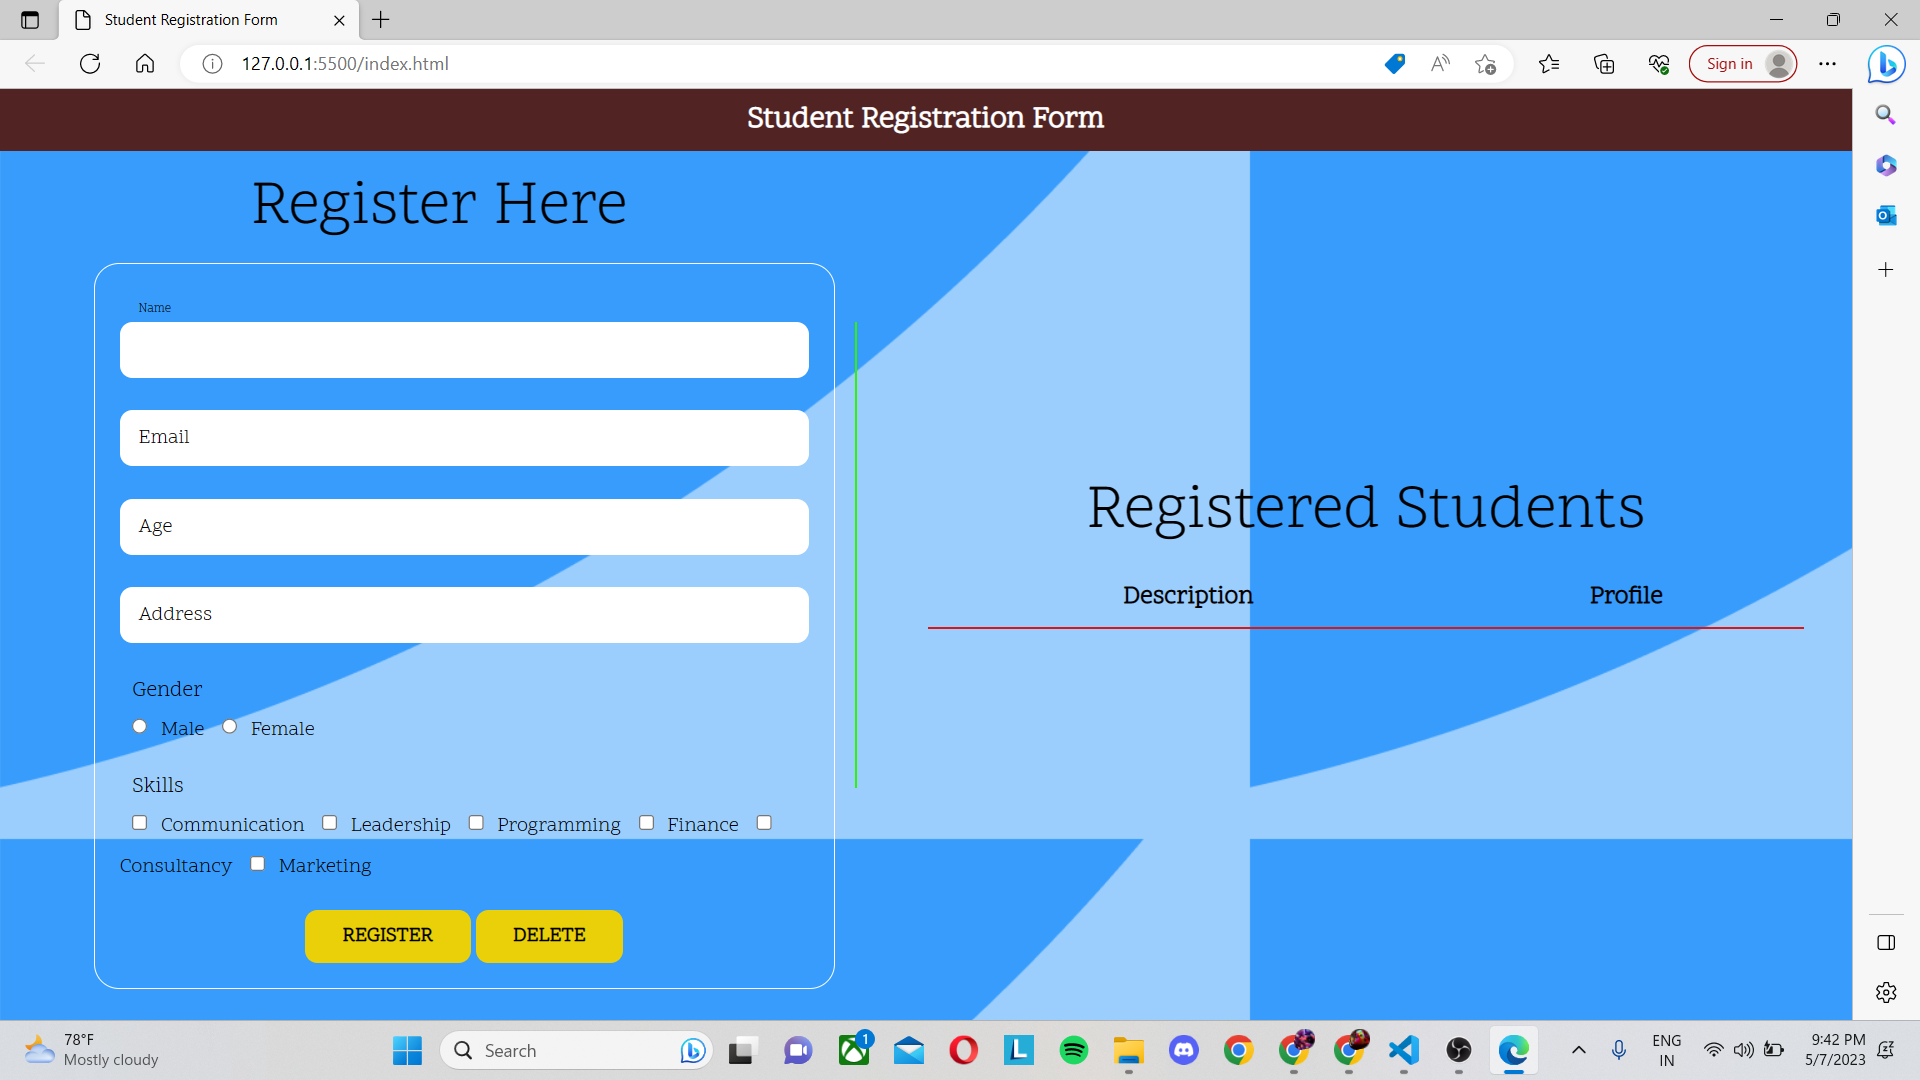 Student Registration Form
127.0.0.1:5500/index.html
Sign in
Student Registration Form
Register Here
Name
Email
Age
Address
Gender
Male Female
Skills
Communication Leadership Programming Finance
Consultancy Marketing
REGISTER DELETE
Registered Students
Description Profile
78°F
Mostly cloudy
Search
1
ENG
IN
9:42 PM
5/7/2023